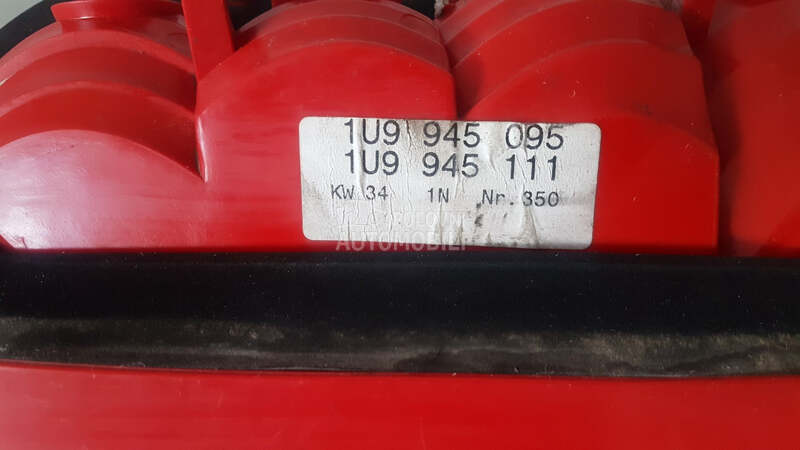 1U9 945 095
1U9 945 111
KW 34 1N Nr. 350
AUTOMOBILI